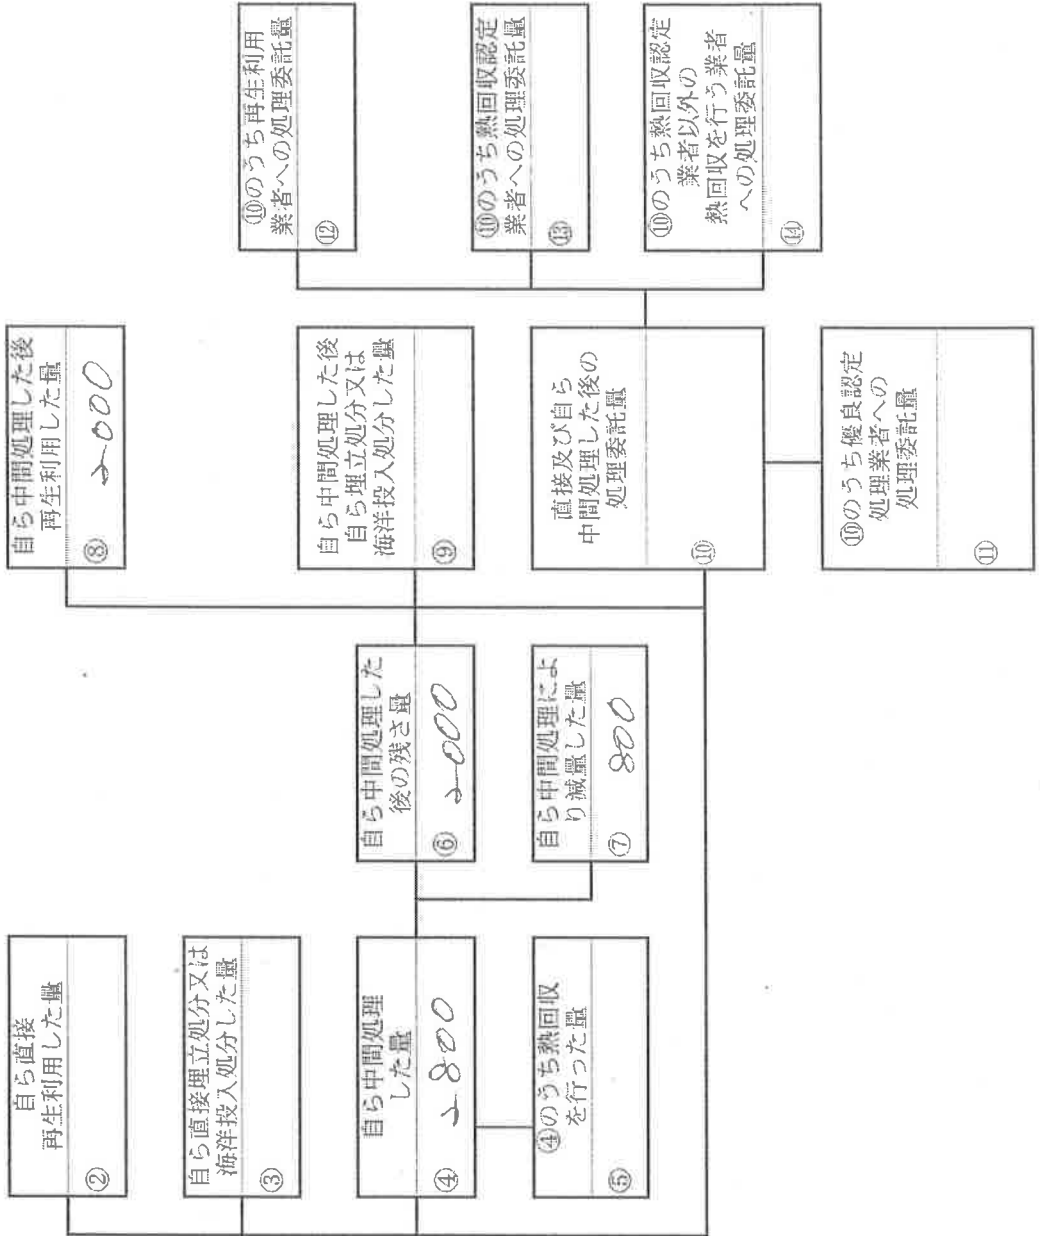 自ら直接
再生利用した量
②
自ら直接埋立処分又は
海洋投入処分した量
③
自ら中間処理
した量
④ 2800
④のうち熱回収
を行った量
⑤
自ら中間処理した
後の残さ量
⑥ 2000
自ら中間処理によ
り減量した量
⑦ 800
自ら中間処理した後
再生利用した量
⑧ 2000
自ら中間処理した後
自ら埋立処分又は
海洋投入処分した量
⑨
直接及び自ら
中間処理した後の
処理委託量
⑩
⑩のうち優良認定
処理業者への
処理委託量
⑪
⑩のうち再生利用
業者への処理委託量
⑫
⑩のうち熱回収認定
業者への処理委託量
⑬
⑩のうち熱回収認定
業者以外の
熱回収を行う業者
への処理委託量
⑭